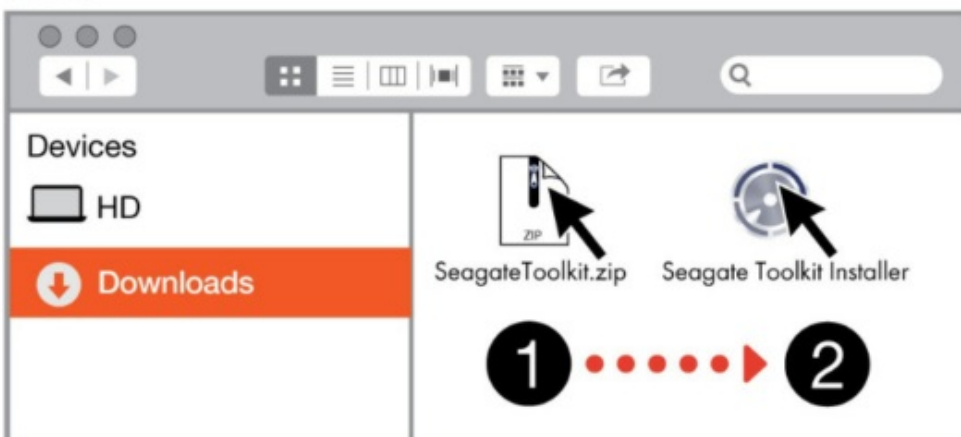 Devices
HD
Downloads
ZIP
SeagateToolkit.zip
Seagate Toolkit Installer
1
2